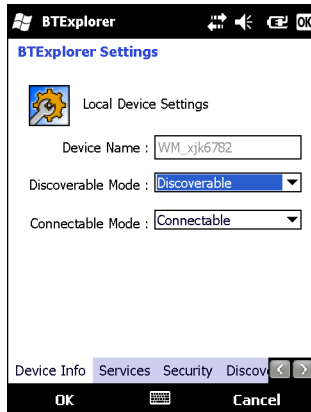 BTExplorer OK
BTExplorer Settings
Local Device Settings
Device Name : WM_xjk6782
Discoverable Mode : Discoverable
Connectable Mode : Connectable
Device Info Services Security Discov
OK Cancel